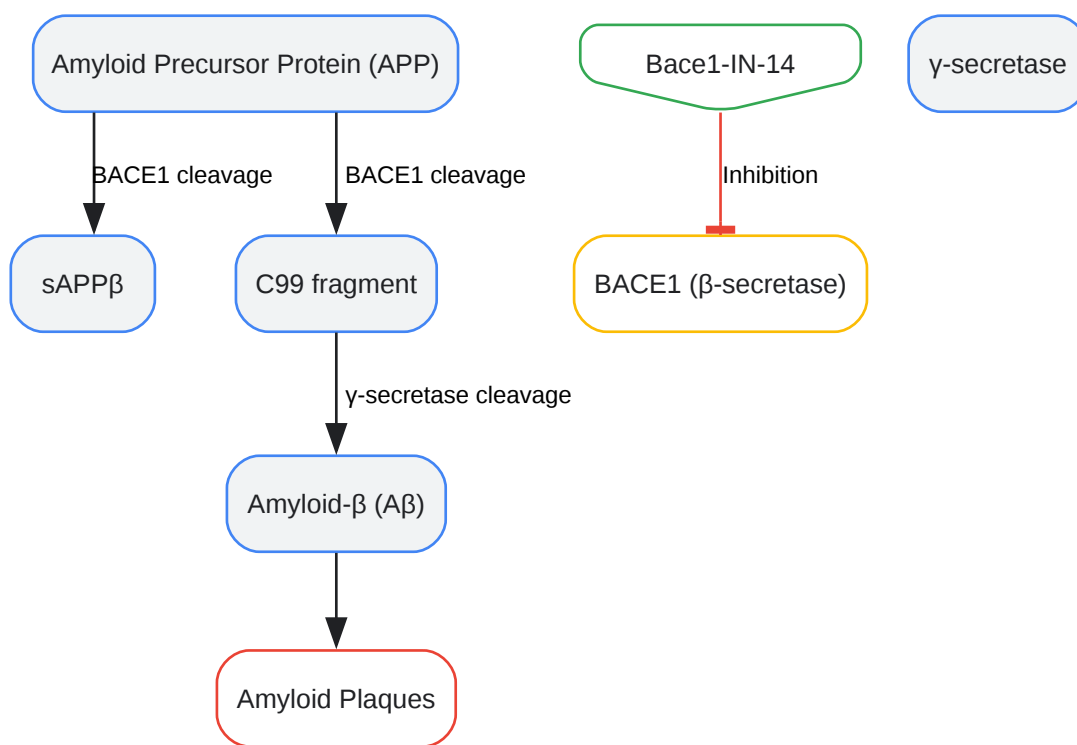 Amyloid Precursor Protein (APP)
Bace1-IN-14
γ-secretase
BACE1 cleavage
BACE1 cleavage
Inhibition
sAPPβ
C99 fragment
BACE1 (β-secretase)
γ-secretase cleavage
Amyloid-β (Aβ)
Amyloid Plaques